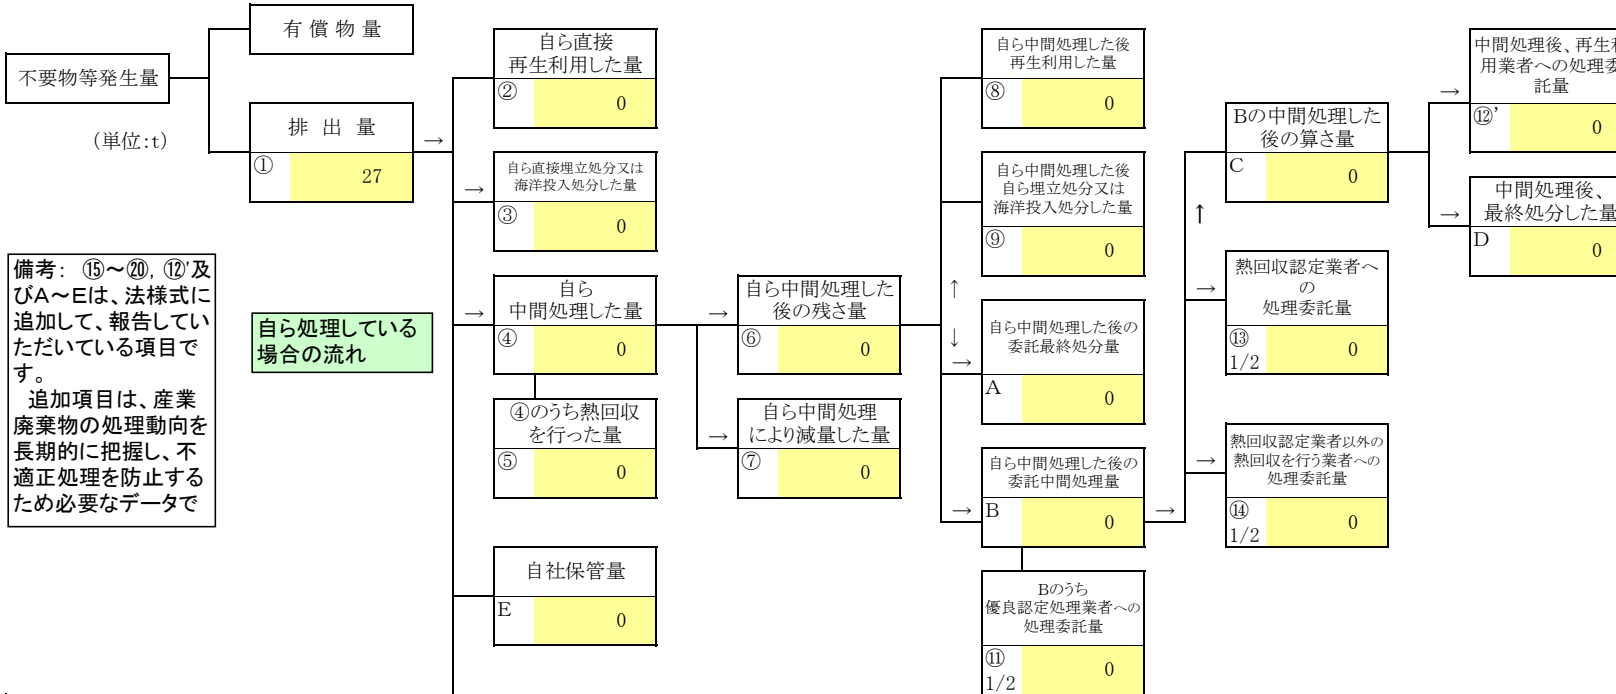 不要物等発生量
(単位:t)
有 償 物 量
排 出 量
①
27
→
備考: ⑮～⑳, ⑫'及
びA～Eは、法様式に
追加して、報告してい
ただいている項目で
す。
追加項目は、産業
廃棄物の処理動向を
長期的に把握し、不
適正処理を防止する
ため必要なデータで
自ら処理している
場合の流れ
自ら直接
再生利用した量
②
0
→
自ら直接埋立処分又は
海洋投入処分した量
③
0
→
自ら
中間処理した量
④
0
④のうち熱回収
を行った量
⑤
0
自社保管量
E
0
→
自ら中間処理した
後の残さ量
⑥
0
→
自ら中間処理
により減量した量
⑦
0
自ら中間処理した後
再生利用した量
⑧
0
自ら中間処理した後
自ら埋立処分又は
海洋投入処分した量
⑨
0
↑
↓
→
自ら中間処理した後の
委託最終処分量
A
0
自ら中間処理した後の
委託中間処理量
→
B
0
→
Bのうち
優良認定処理業者への
処理委託量
⑪
1/2
0
Bの中間処理した
後の算さ量
C
0
↑
→
熱回収認定業者へ
の
処理委託量
⑬
1/2
0
→
熱回収認定業者以外の
熱回収を行う業者への
処理委託量
⑭
1/2
0
→
中間処理後、再生利
用業者への処理委
託量
⑫'
0
→
中間処理後、
最終処分した量
D
0